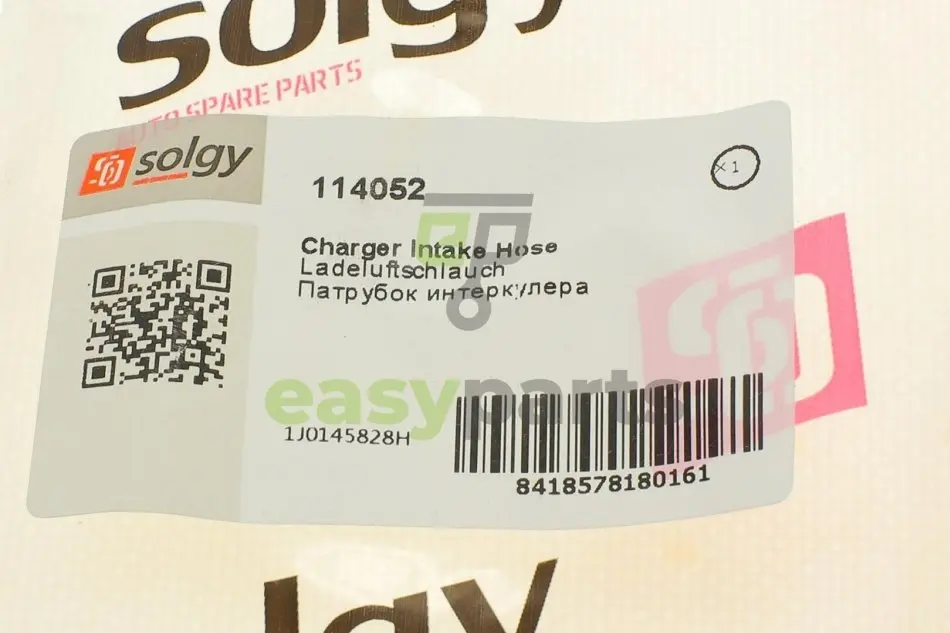 solgy
AUTO SPARE PARTS
solgy
114052
x 1
Charger Intake Hose
Ladeluftschlauch
Патрубок интеркулера
easyparts
1J0145828H
8418578180161
lgy